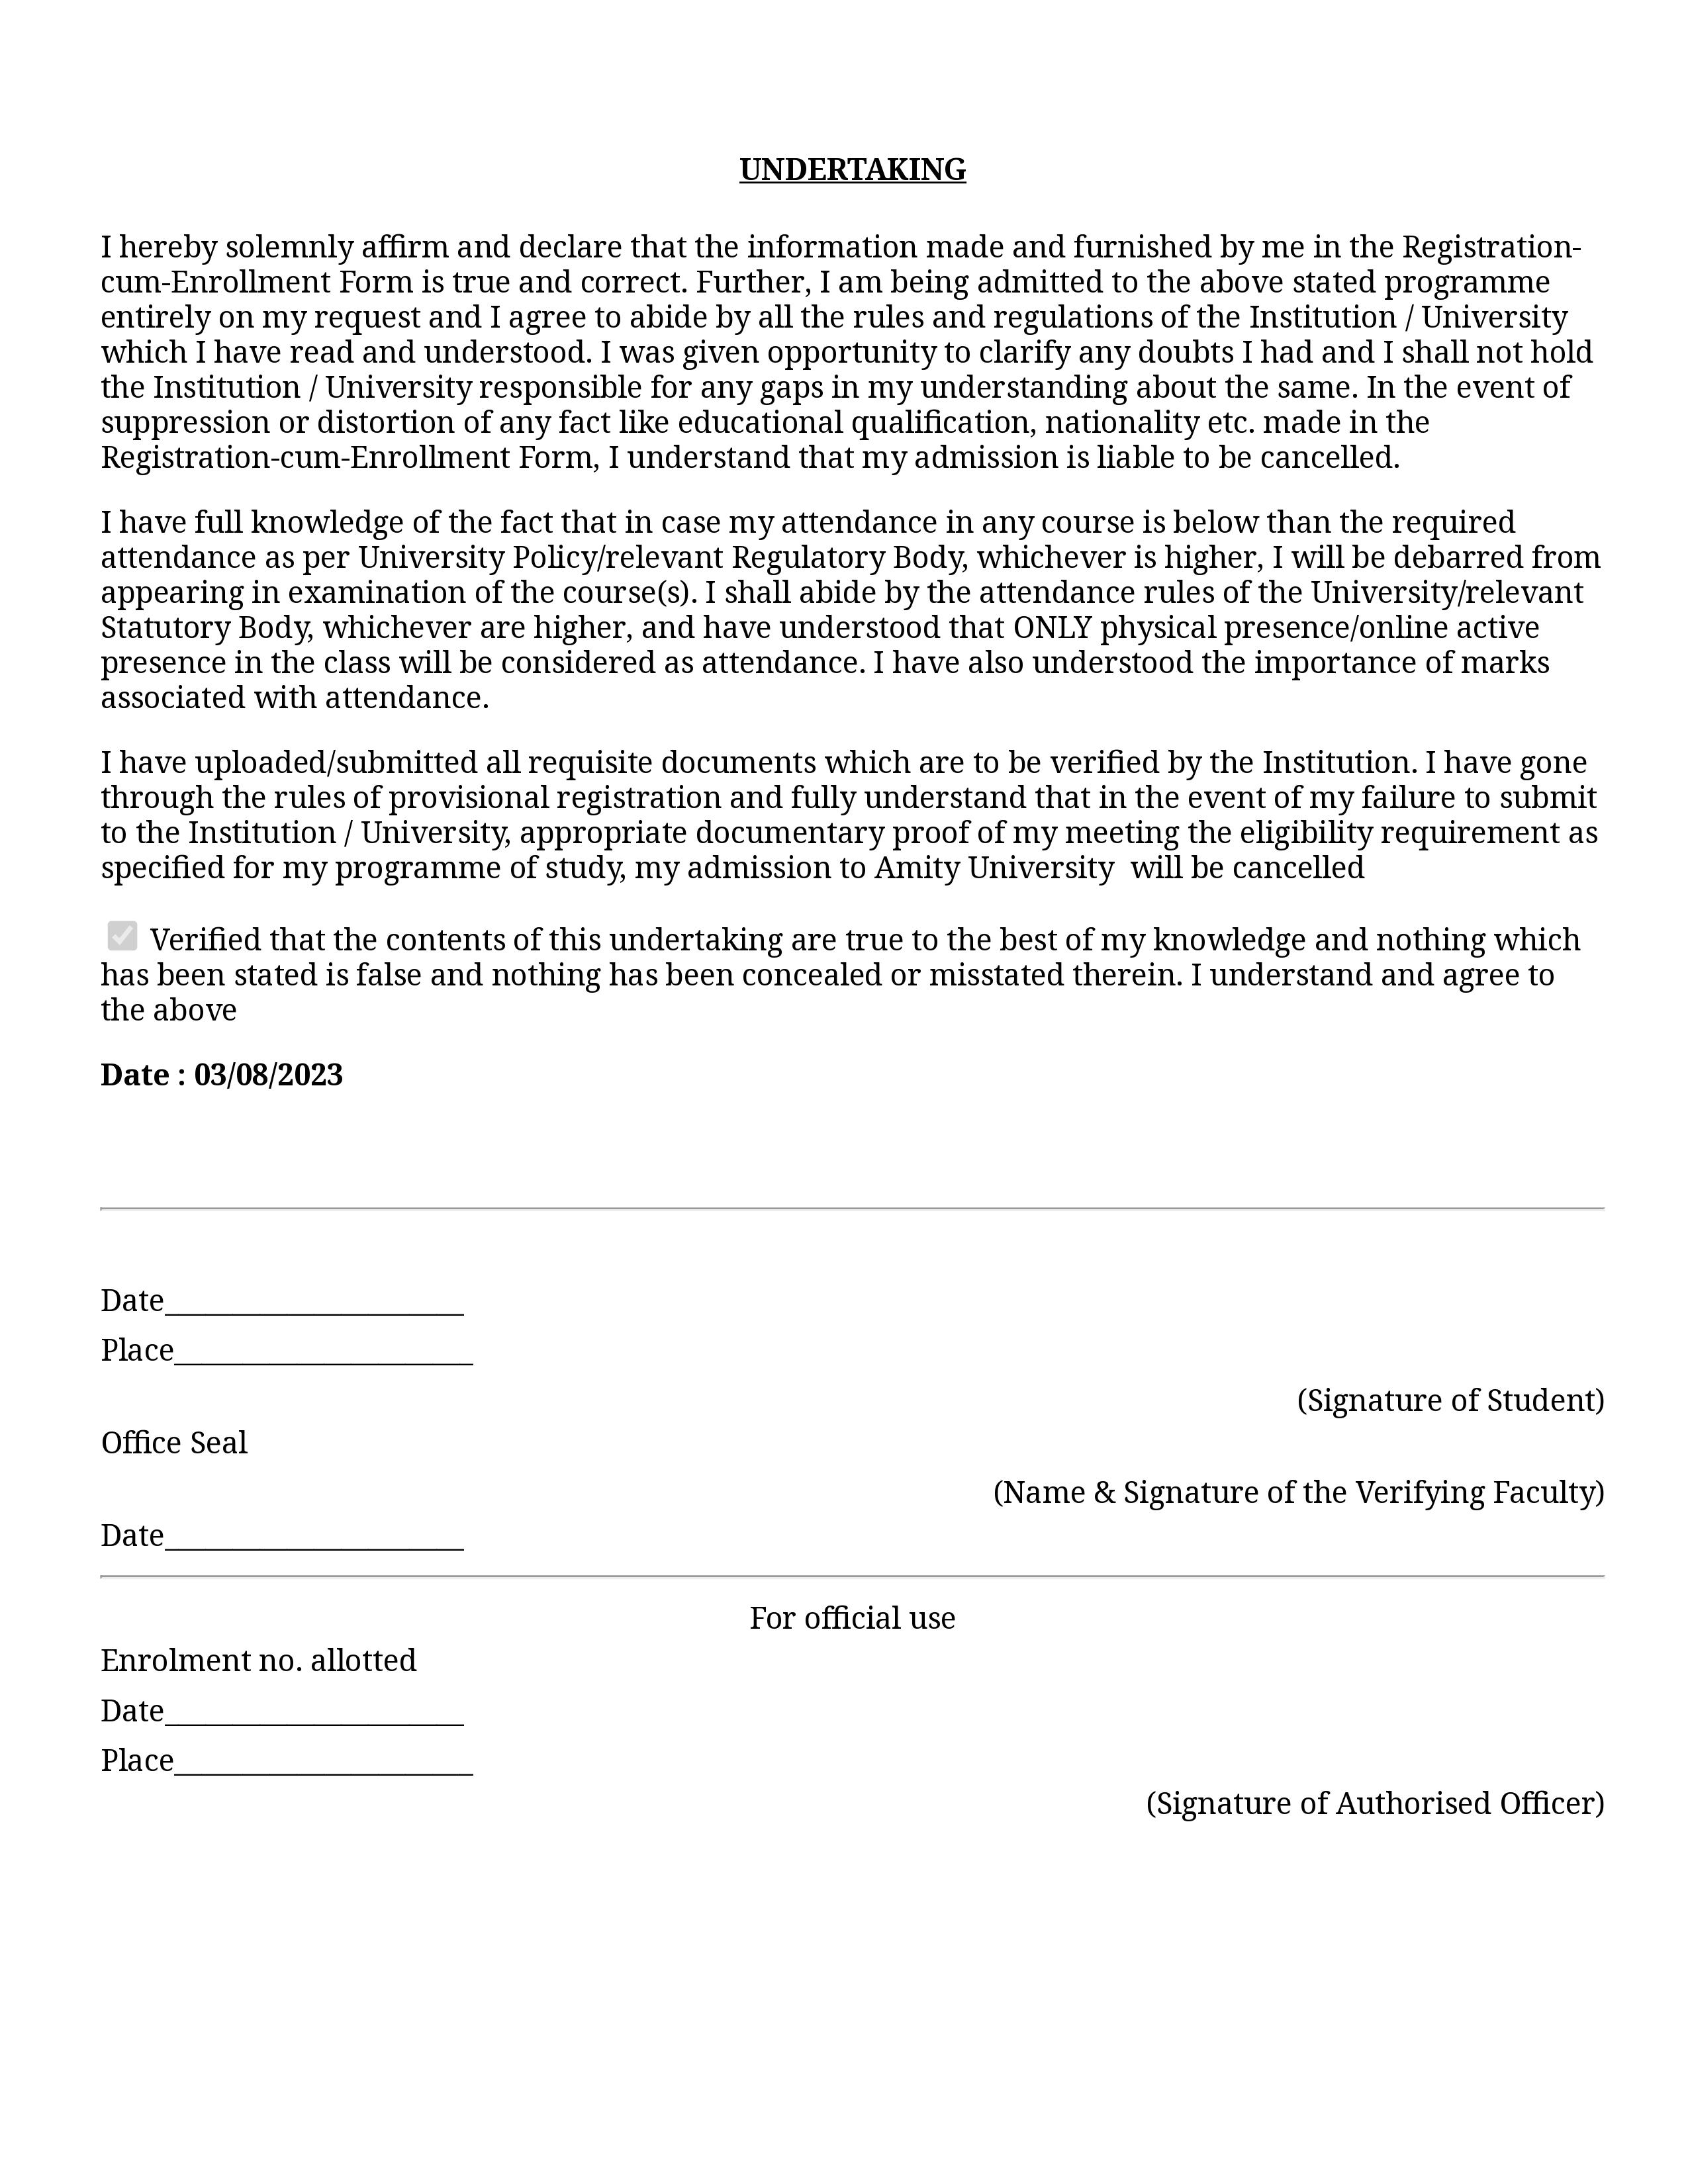 UNDERTAKING
I hereby solemnly affirm and declare that the information made and furnished by me in the Registration-
cum-Enrollment Form is true and correct. Further, I am being admitted to the above stated programme
entirely on my request and I agree to abide by all the rules and regulations of the Institution / University
which I have read and understood. I was given opportunity to clarify any doubts I had and I shall not hold
the Institution / University responsible for any gaps in my understanding about the same. In the event of
suppression or distortion of any fact like educational qualification, nationality etc. made in the
Registration-cum-Enrollment Form, I understand that my admission is liable to be cancelled.
I have full knowledge of the fact that in case my attendance in any course is below than the required
attendance as per University Policy/relevant Regulatory Body, whichever is higher, I will be debarred from
appearing in examination of the course(s). I shall abide by the attendance rules of the University/relevant
Statutory Body, whichever are higher, and have understood that ONLY physical presence/online active
presence in the class will be considered as attendance. I have also understood the importance of marks
associated with attendance.
I have uploaded/submitted all requisite documents which are to be verified by the Institution. I have gone
through the rules of provisional registration and fully understand that in the event of my failure to submit
to the Institution / University, appropriate documentary proof of my meeting the eligibility requirement as
specified for my programme of study, my admission to Amity University  will be cancelled
Verified that the contents of this undertaking are true to the best of my knowledge and nothing which
has been stated is false and nothing has been concealed or misstated therein. I understand and agree to
the above
Date : 03/08/2023
Date______________________
Place______________________
(Signature of Student)
Office Seal
(Name & Signature of the Verifying Faculty)
Date______________________
For official use
Enrolment no. allotted
Date______________________
Place______________________
(Signature of Authorised Officer)